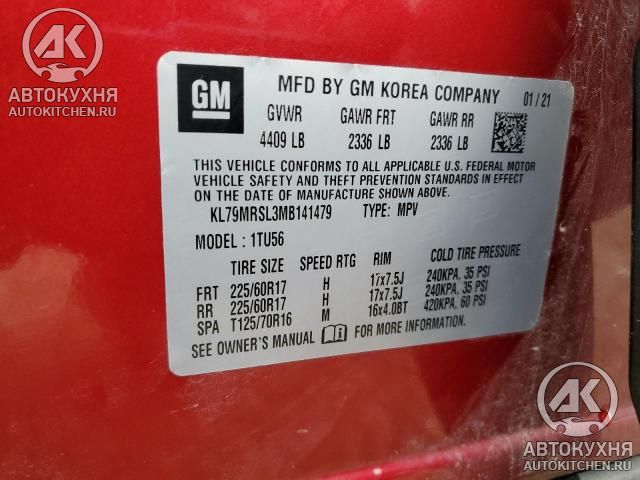 АК
АВТОКУХНЯ
AUTOKITCHEN.RU
GM
MFD BY GM KOREA COMPANY 01/21
GVWR GAWR FRT GAWR RR
4409 LB 2336 LB 2336 LB
THIS VEHICLE CONFORMS TO ALL APPLICABLE U.S. FEDERAL MOTOR
VEHICLE SAFETY AND THEFT PREVENTION STANDARDS IN EFFECT
ON THE DATE OF MANUFACTURE SHOWN ABOVE.
KL79MRSL3MB141479 TYPE: MPV
MODEL: 1TU56
TIRE SIZE SPEED RTG RIM COLD TIRE PRESSURE
FRT 225/60R17 H 17x7.5J 240KPA, 35 PSI
RR 225/60R17 H 17x7.5J 240KPA, 35 PSI
SPA T125/70R16 M 16x4.0BT 420KPA, 60 PSI
SEE OWNER'S MANUAL FOR MORE INFORMATION.
АК
АВТОКУХНЯ
AUTOKITCHEN.RU